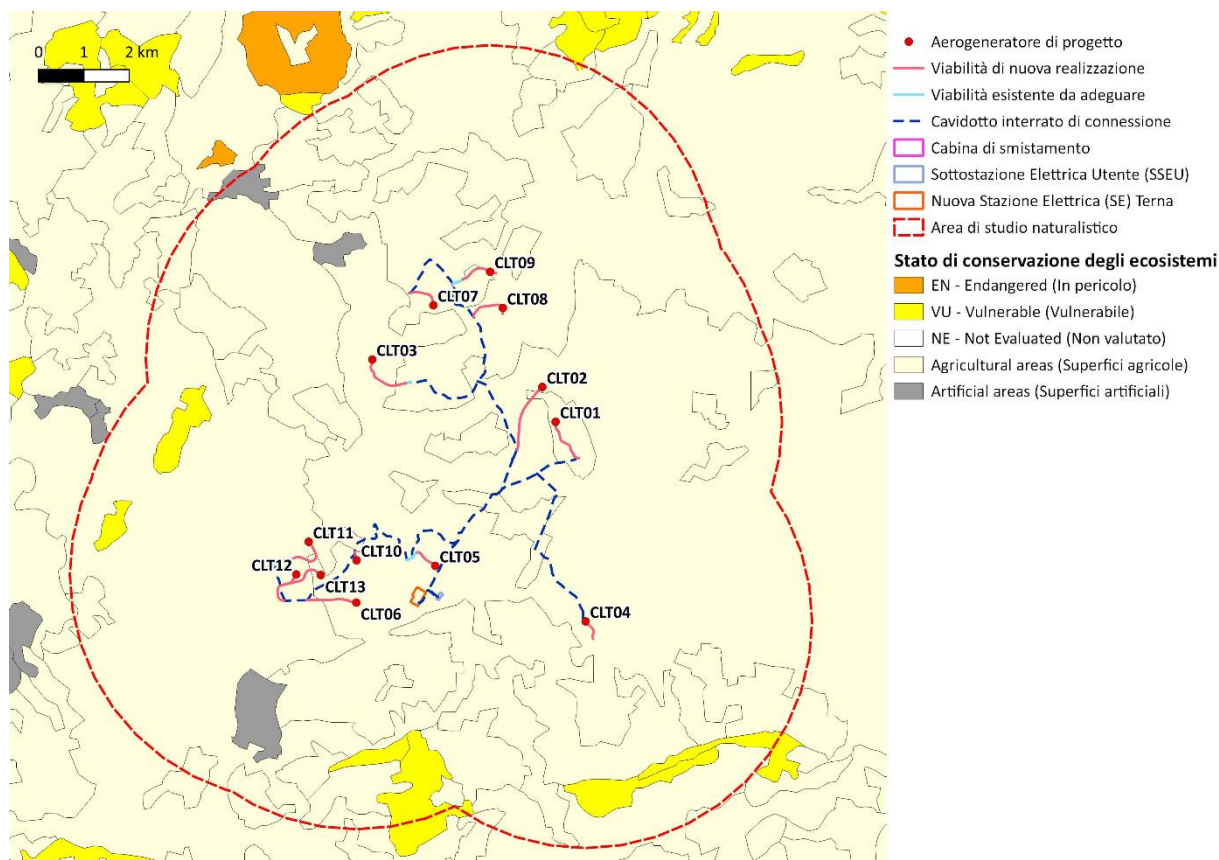 0 1 2 km
CLT09
CLT07
CLT08
CLT03
CLT02
CLT01
CLT11
CLT10
CLT05
CLT12
CLT13
CLT06
CLT04
Aerogeneratore di progetto
Viabilità di nuova realizzazione
Viabilità esistente da adeguare
Cavidotto interrato di connessione
Cabina di smistamento
Sottostazione Elettrica Utente (SSEU)
Nuova Stazione Elettrica (SE) Terna
Area di studio naturalistico
Stato di conservazione degli ecosistemi
EN - Endangered (In pericolo)
VU - Vulnerable (Vulnerabile)
NE - Not Evaluated (Non valutato)
Agricultural areas (Superfici agricole)
Artificial areas (Superfici artificiali)